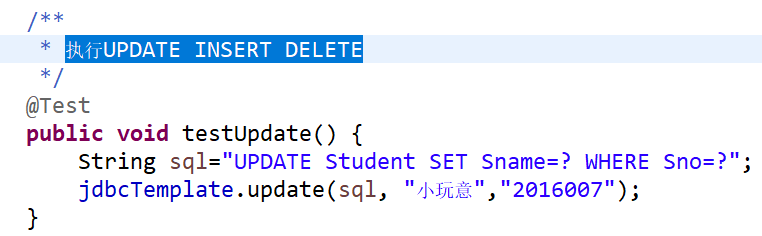 /**
 * 执行UPDATE INSERT DELETE
 */
@Test
public void testUpdate() {
    String sql="UPDATE Student SET Sname=? WHERE Sno=?";
    jdbcTemplate.update(sql, "小玩意","2016007");
}